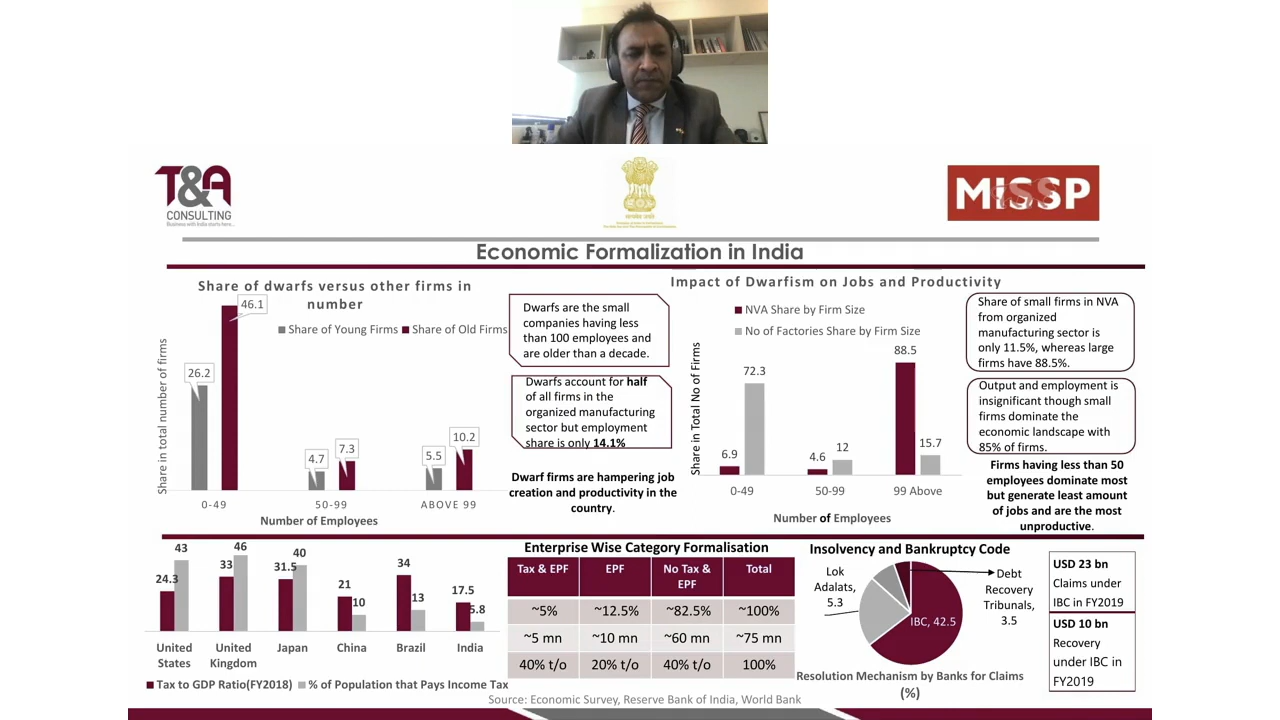 T&A
CONSULTING
Business with India starts here...
सत्यमेव जयते
MISSP
Economic Formalization in India
Share of dwarfs versus other firms in
number
Share of Young Firms
Share of Old Firms
Share in total number of firms
26.2
46.1
4.7
7.3
5.5
10.2
0-49
50-99
ABOVE 99
Number of Employees
Dwarfs are the small
companies having less
than 100 employees and
are older than a decade.
Dwarfs account for half
of all firms in the
organized manufacturing
sector but employment
share is only 14.1%
Dwarf firms are hampering job
creation and productivity in the
country.
Impact of Dwarfism on Jobs and Productivity
NVA Share by Firm Size
No of Factories Share by Firm Size
Share in Total No of Firms
6.9
72.3
4.6
12
88.5
15.7
0-49
50-99
99 Above
Number of Employees
Share of small firms in NVA
from organized
manufacturing sector is
only 11.5%, whereas large
firms have 88.5%.
Output and employment is
insignificant though small
firms dominate the
economic landscape with
85% of firms.
Firms having less than 50
employees dominate most
but generate least amount
of jobs and are the most
unproductive.
24.3
43
33
46
31.5
40
21
10
34
13
17.5
5.8
United
States
United
Kingdom
Japan
China
Brazil
India
Tax to GDP Ratio(FY2018)
% of Population that Pays Income Tax
Enterprise Wise Category Formalisation
Tax & EPF
EPF
No Tax &
EPF
Total
~5%
~12.5%
~82.5%
~100%
~5 mn
~10 mn
~60 mn
~75 mn
40% t/o
20% t/o
40% t/o
100%
Insolvency and Bankruptcy Code
Lok
Adalats,
5.3
IBC, 42.5
Debt
Recovery
Tribunals,
3.5
Resolution Mechanism by Banks for Claims
(%)
USD 23 bn
Claims under
IBC in FY2019
USD 10 bn
Recovery
under IBC in
FY2019
Source: Economic Survey, Reserve Bank of India, World Bank